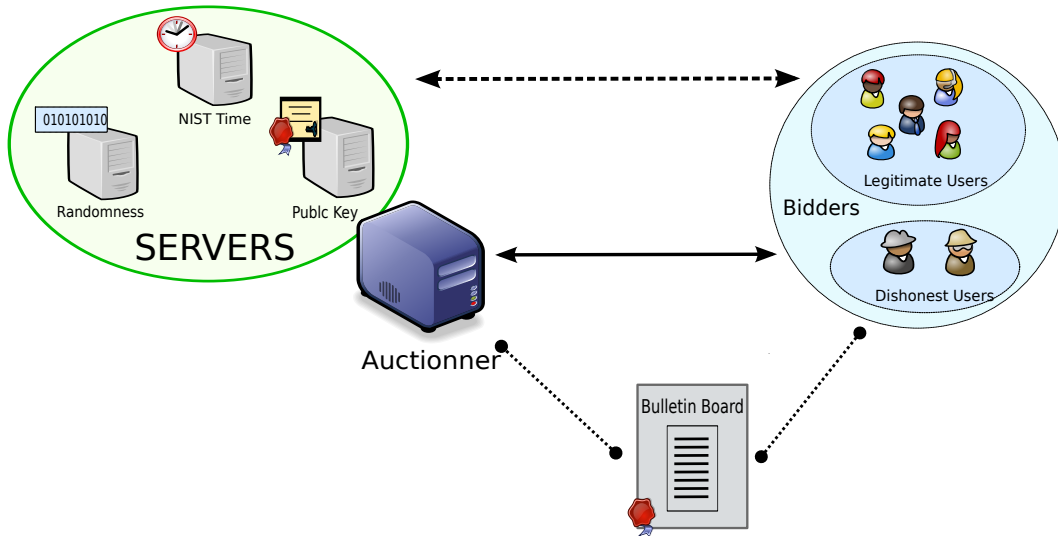 010101010
NIST Time
Randomness
Publc Key
SERVERS
Auctionner
Legitimate Users
Bidders
Dishonest Users
Bulletin Board